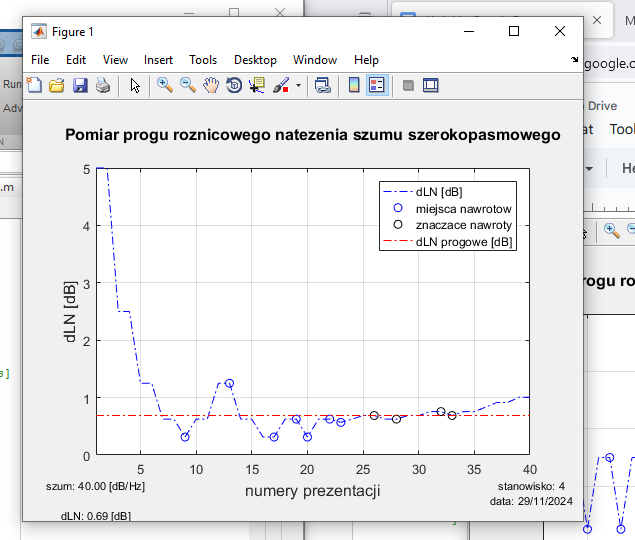 Figure 1
File Edit View Insert Tools Desktop Window Help
google.c
Run
Drive
Adv
at Tool
He
.m
Pomiar progu roznicowego natezenia szumu szerokopasmowego
dLN [dB]
miejsca nawrotow
znaczace nawroty
dLN progowe [dB]
rogu ro
5
4
3
2
1
0
dLN [dB]
s]
5 10 15 20 25 30 35 40
numery prezentacji
szum: 40.00 [dB/Hz]
stanowisko: 4
data: 29/11/2024
dLN: 0.69 [dB]